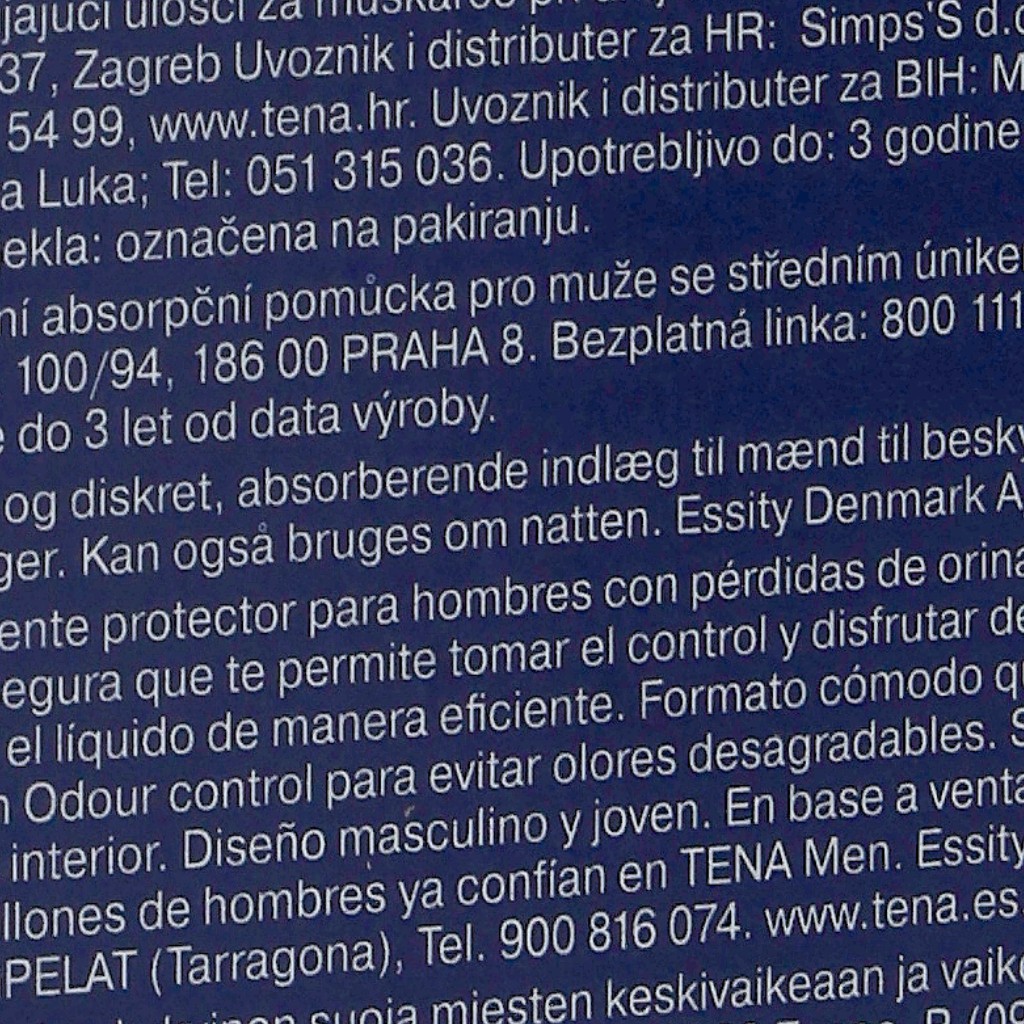 jajući ulošci za muškarce
37, Zagreb Uvoznik i distributer za HR: Simps'S d.o
54 99, www.tena.hr. Uvoznik i distributer za BIH: M
a Luka; Tel: 051 315 036. Upotrebljivo do: 3 godine
ekla: označena na pakiranju.
ní absorpční pomůcka pro muže se středním únike
100/94, 186 00 PRAHA 8. Bezplatná linka: 800 111
e do 3 let od data výroby.
og diskret, absorberende indlæg til mænd til besky
ger. Kan også bruges om natten. Essity Denmark A
ente protector para hombres con pérdidas de orina
egura que te permite tomar el control y disfrutar de
el líquido de manera eficiente. Formato cómodo qu
n Odour control para evitar olores desagradables. S
interior. Diseño masculino y joven. En base a venta
llones de hombres ya confían en TENA Men. Essity
PELAT (Tarragona), Tel. 900 816 074. www.tena.es
suoja miesten keskivaikeaan ja vaike